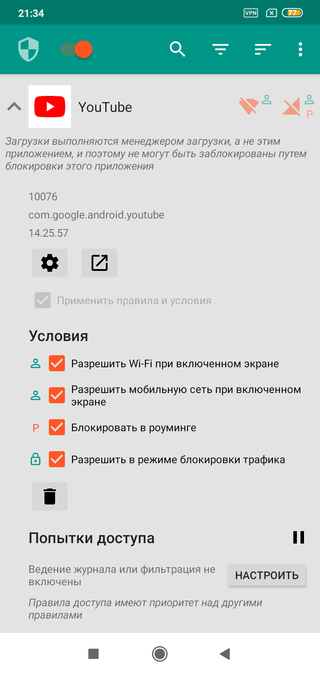 21:34
VPN
77
YouTube
P
Загрузки выполняются менеджером загрузки, а не этим
приложением, и поэтому не могут быть заблокированы путем
блокировки этого приложения
10076
com.google.android.youtube
14.25.57
Применить правила и условия
Условия
Разрешить Wi-Fi при включенном экране
Разрешить мобильную сеть при включенном
экране
P Блокировать в роуминге
Разрешить в режиме блокировки трафика
Попытки доступа
Ведение журнала или фильтрация не
включены
НАСТРОИТЬ
Правила доступа имеют приоритет над другими
правилами